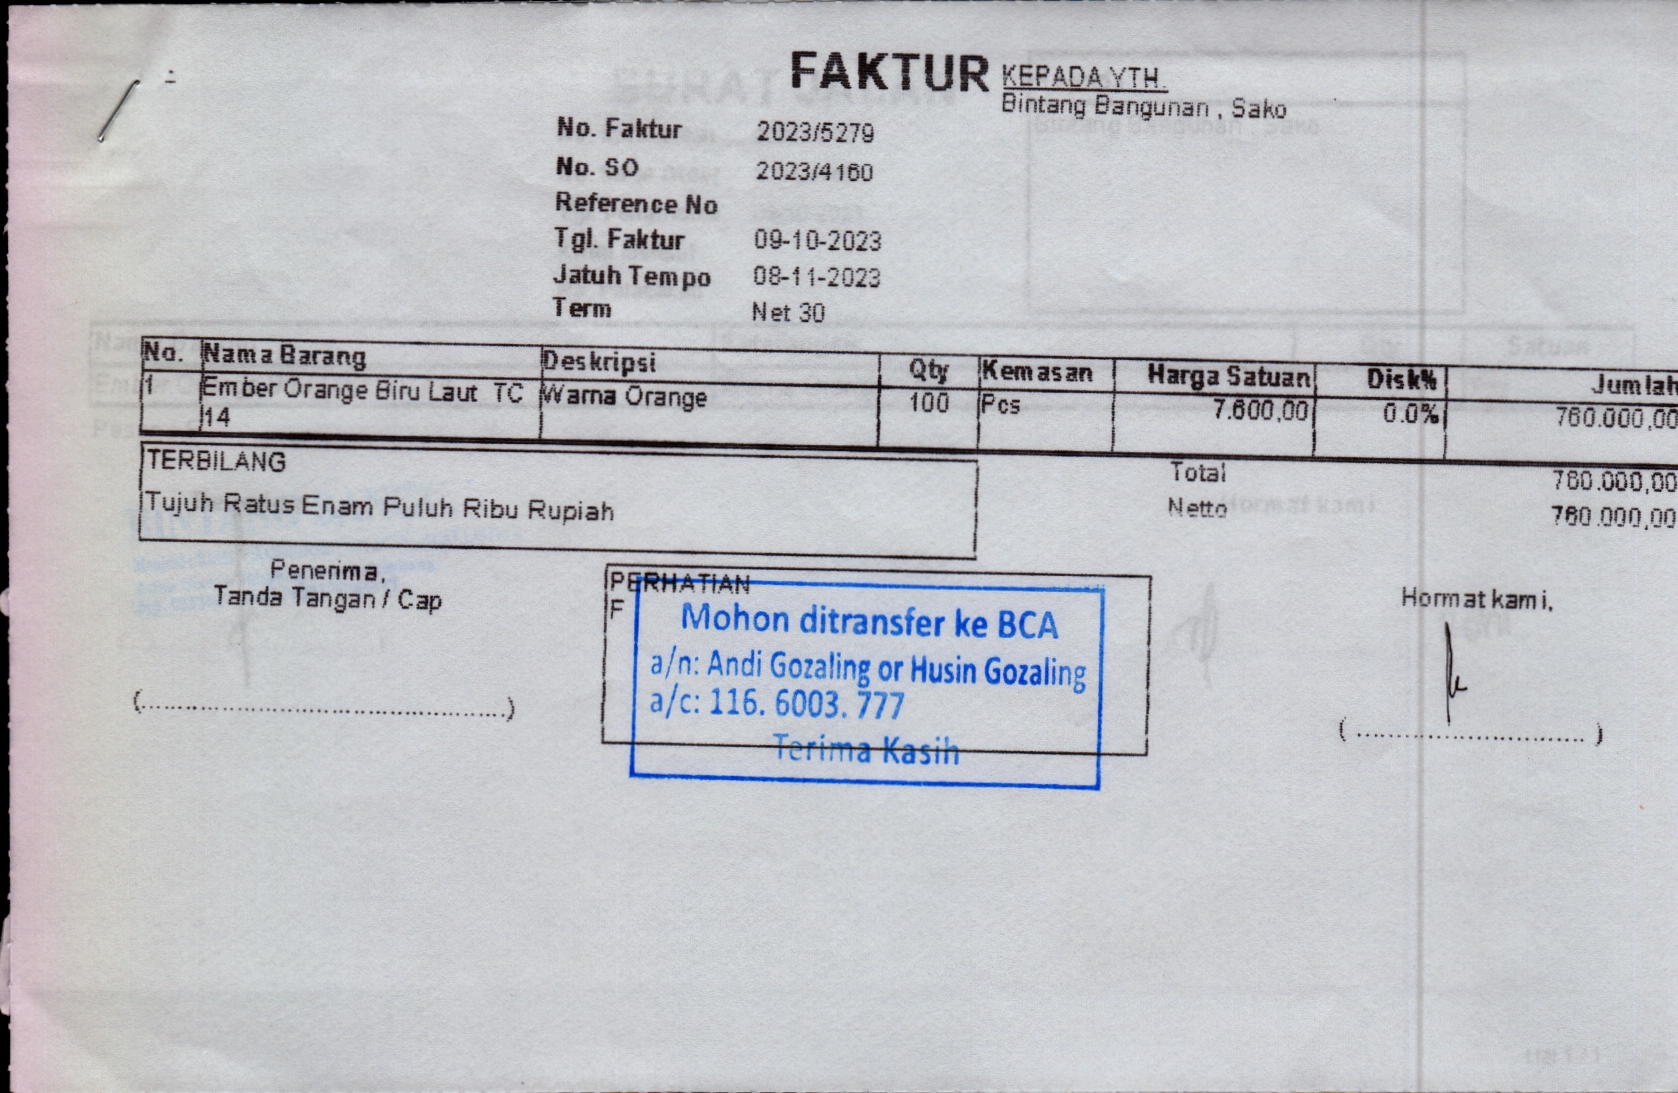 FAKTUR
KEPADA YTH.
Bintang Bangunan , Sako
No. Faktur 2023/5279
No. SO 2023/4160
Reference No
Tgl. Faktur 09-10-2023
Jatuh Tempo 08-11-2023
Term Net 30
No. Nama Barang Deskripsi Qty Kemasan Harga Satuan Disk% Jumlah
1 Ember Orange Biru Laut TC Warna Orange 100 Pcs 7.600,00 0.0% 760.000,00
14
TERBILANG
Tujuh Ratus Enam Puluh Ribu Rupiah
Total 760.000,00
Netto 760.000,00
Penerima,
Tanda Tangan / Cap
(..............................................)
PERHATIAN
F
Mohon ditransfer ke BCA
a/n: Andi Gozaling or Husin Gozaling
a/c: 116. 6003. 777
Terima Kasih
Hormat kami,
( ............................. )